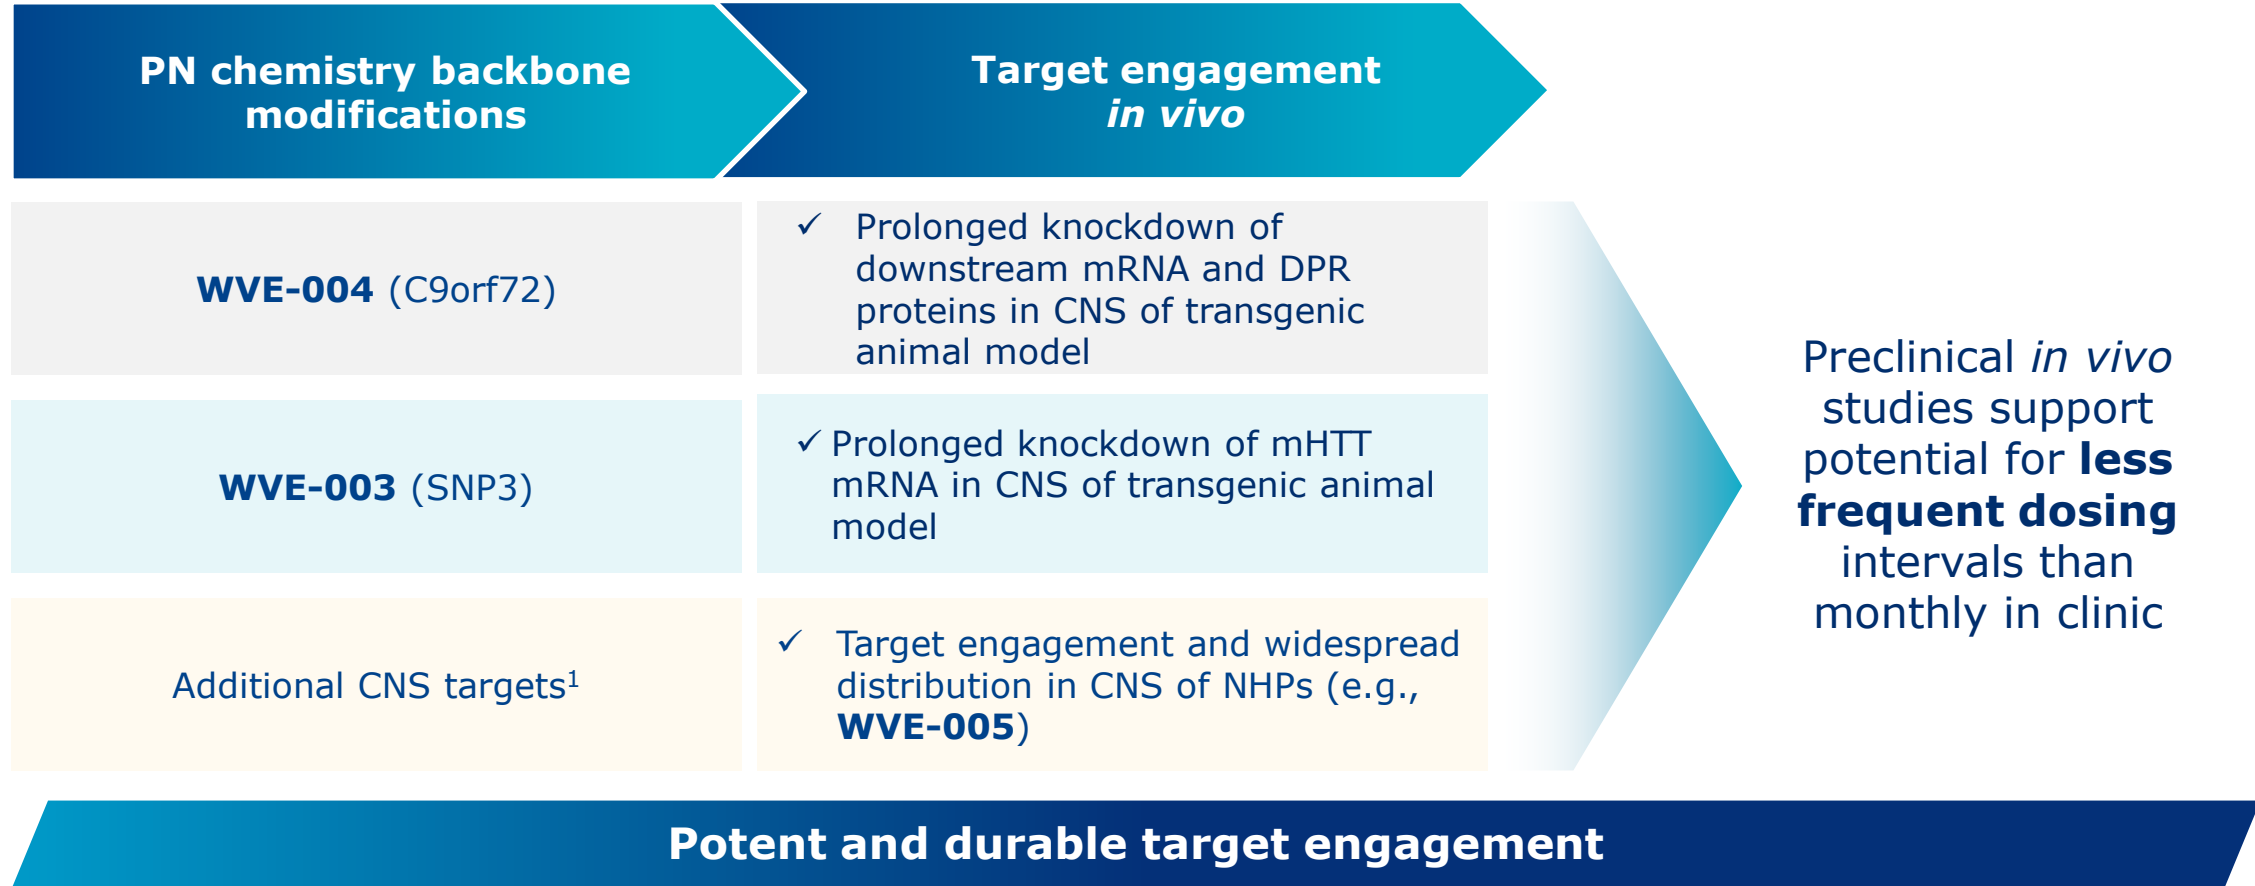 PN chemistry backbone
modifications
Target engagement
in vivo
WVE-004 (C9orf72)
✓ Prolonged knockdown of
downstream mRNA and DPR
proteins in CNS of transgenic
animal model
WVE-003 (SNP3)
✓ Prolonged knockdown of mHTT
mRNA in CNS of transgenic animal
model
Additional CNS targets¹
✓ Target engagement and widespread
distribution in CNS of NHPs (e.g.,
WVE-005)
Preclinical in vivo
studies support
potential for less
frequent dosing
intervals than
monthly in clinic
Potent and durable target engagement